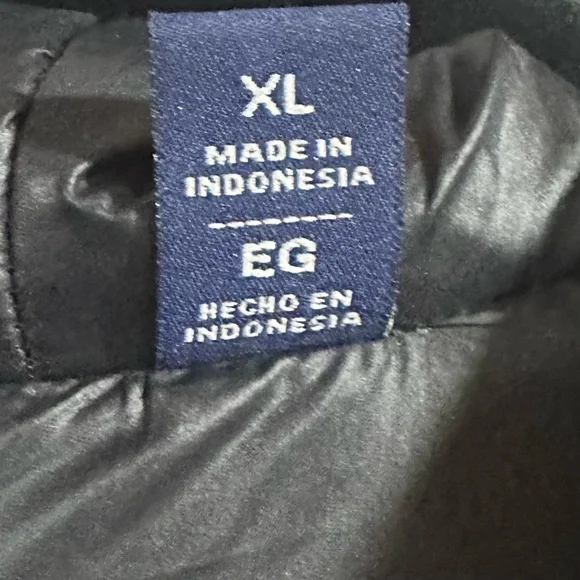 XL
MADE IN
INDONESIA
EG
HECHO EN
INDONESIA